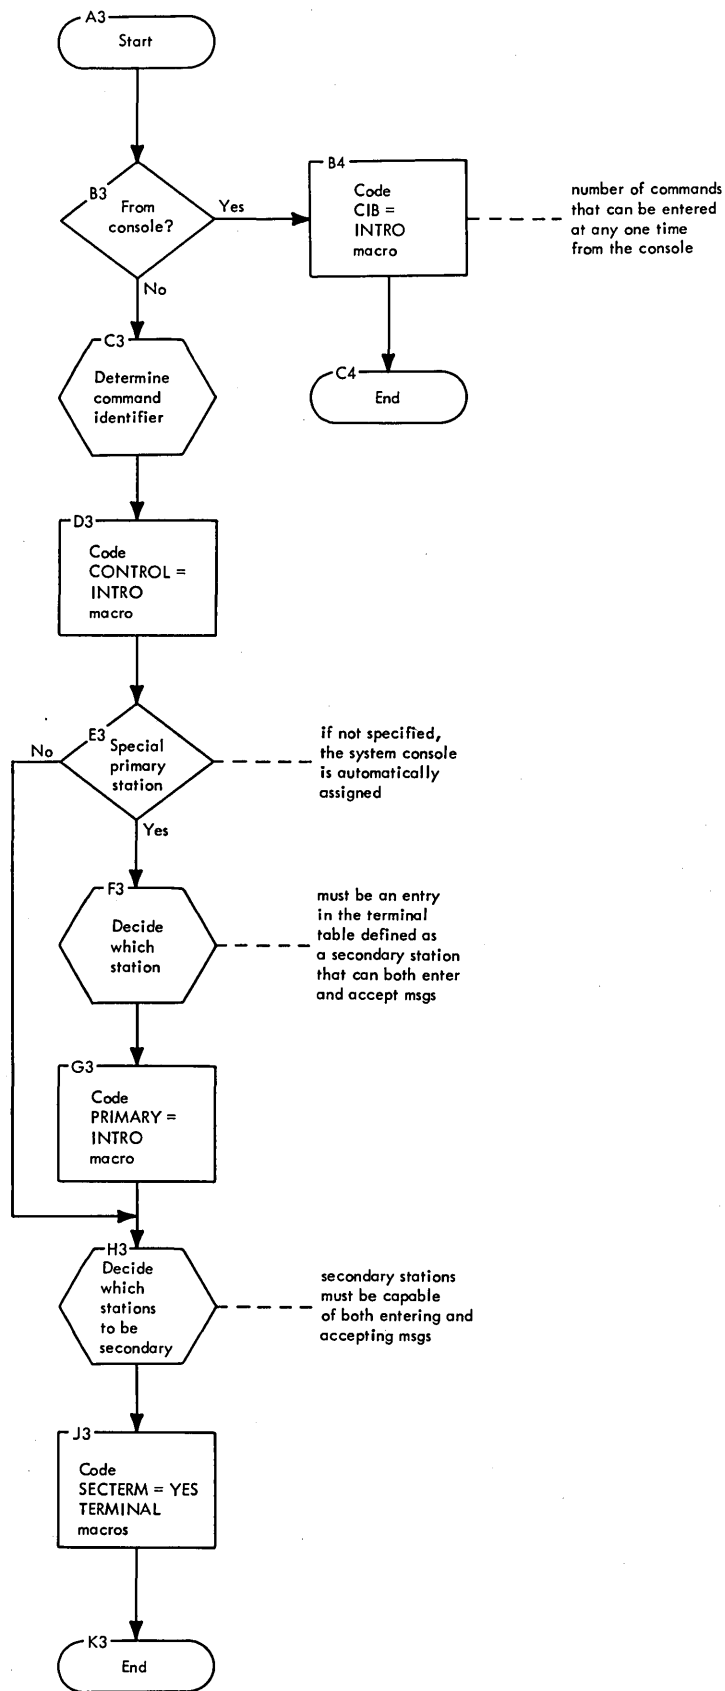 A3
Start
B3
From
console?
Yes
No
B4
Code
CIB =
INTRO
macro
number of commands
that can be entered
at any one time
from the console
C4
End
C3
Determine
command
identifier
D3
Code
CONTROL =
INTRO
macro
E3
Special
primary
station
No
Yes
if not specified,
the system console
is automatically
assigned
F3
Decide
which
station
must be an entry
in the terminal
table defined as
a secondary station
that can both enter
and accept msgs
G3
Code
PRIMARY =
INTRO
macro
H3
Decide
which
stations
to be
secondary
secondary stations
must be capable
of both entering and
accepting msgs
J3
Code
SECTERM = YES
TERMINAL
macros
K3
End